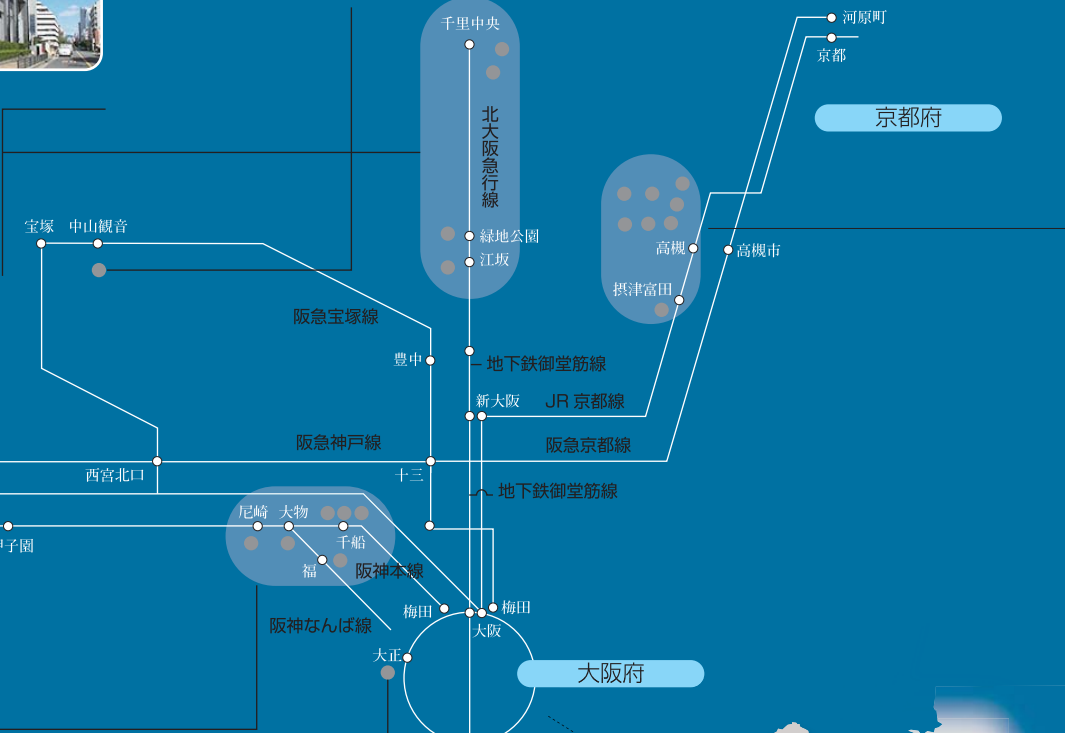 千里中央
河原町
京都
京都府
北大阪急行線
宝塚
中山観音
緑地公園
江坂
高槻
高槻市
摂津富田
阪急宝塚線
豊中
地下鉄御堂筋線
新大阪
JR 京都線
阪急神戸線
阪急京都線
西宮北口
十三
地下鉄御堂筋線
尼崎
大物
千船
子園
福
阪神本線
梅田
梅田
大阪
阪神なんば線
大正
大阪府